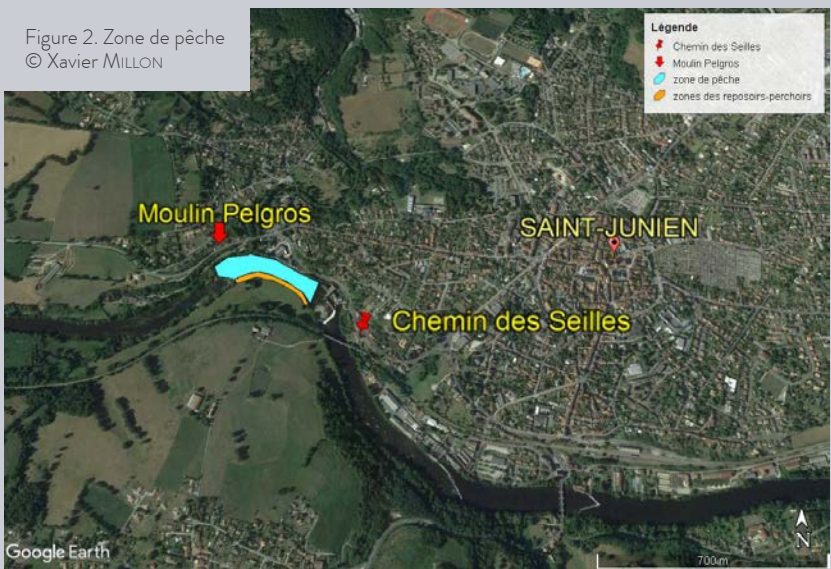 Figure 2. Zone de pêche
© Xavier MILLON
Légende
Chemin des Seilles
Moulin Pelgros
zone de pêche
zones des reposoirs-perchoirs
Moulin Pelgros
SAINT-JUNIEN
Chemin des Seilles
Google Earth
N
700 m